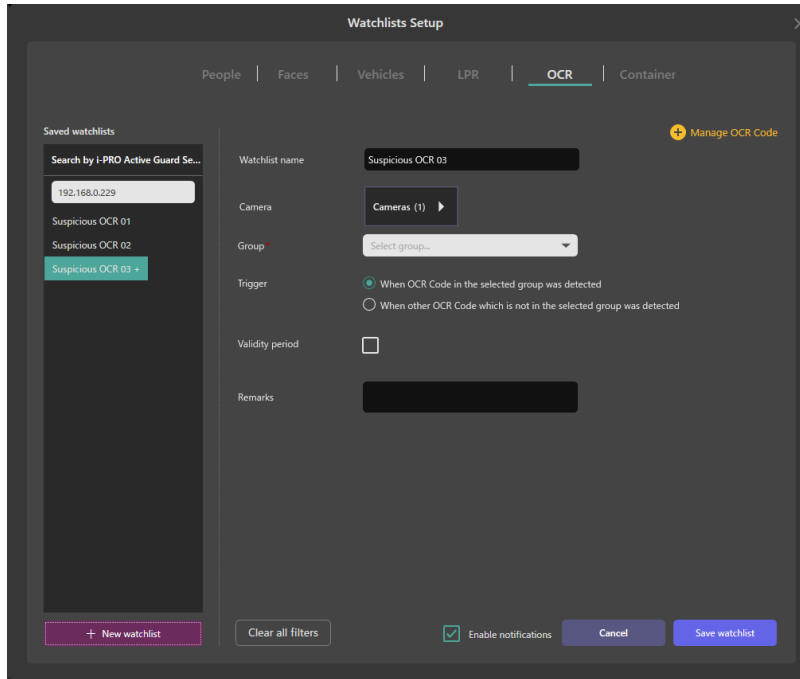 Watchlists Setup
People
Faces
Vehicles
LPR
OCR
Container
Saved watchlists
Manage OCR Code
Search by i-PRO Active Guard Se...
192.168.0.229
Suspicious OCR 01
Suspicious OCR 02
Suspicious OCR 03 +
Watchlist name
Suspicious OCR 03
Camera
Cameras (1)
Group*
Select group...
Trigger
When OCR Code in the selected group was detected
When other OCR Code which is not in the selected group was detected
Validity period
Remarks
+ New watchlist
Clear all filters
Enable notifications
Cancel
Save watchlist